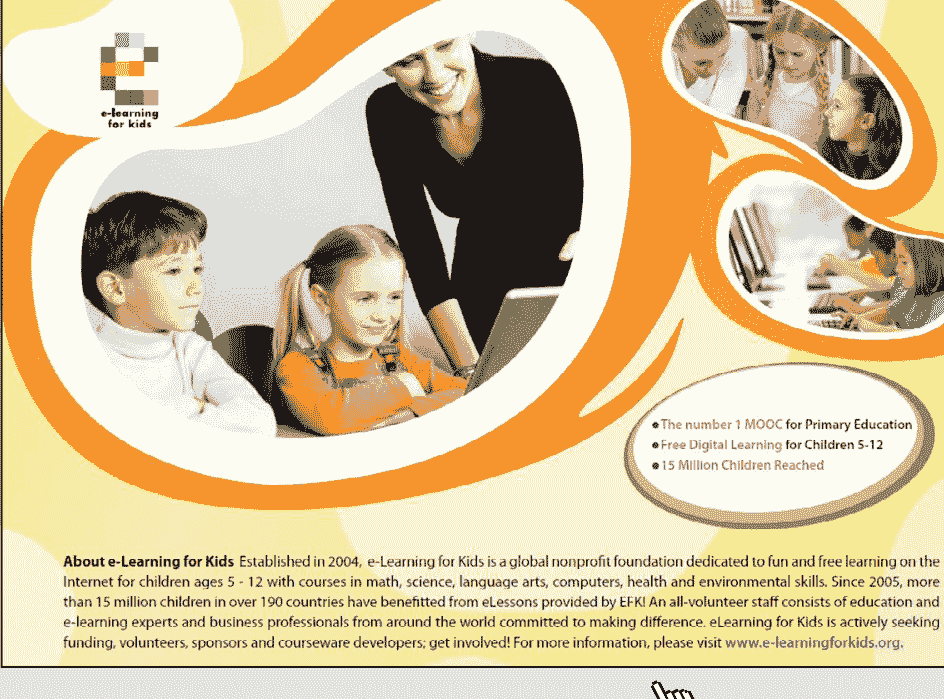 e-learning
for kids
The number 1 MOOC for Primary Education
Free Digital Learning for Children 5-12
15 Million Children Reached
About e-Learning for Kids Established in 2004, e-Learning for Kids is a global nonprofit foundation dedicated to fun and free learning on the
Internet for children ages 5 - 12 with courses in math, science, language arts, computers, health and environmental skills. Since 2005, more
than 15 million children in over 190 countries have benefitted from eLessons provided by EFK! An all-volunteer staff consists of education and
e-learning experts and business professionals from around the world committed to making difference. eLearning for Kids is actively seeking
funding, volunteers, sponsors and courseware developers; get involved! For more information, please visit www.e-learningforkids.org.